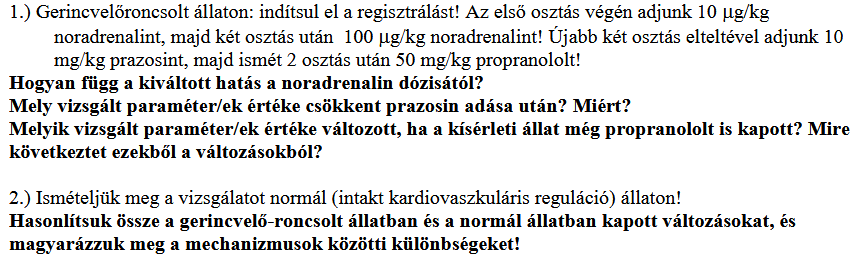 1.) Gerincvelőroncsolt állaton: indítsul el a regisztrálást! Az első osztás végén adjunk 10 μg/kg
noradrenalint, majd két osztás után 100 μg/kg noradrenalint! Újabb két osztás elteltével adjunk 10
mg/kg prazosint, majd ismét 2 osztás után 50 mg/kg propranololt!
Hogyan függ a kiváltott hatás a noradrenalin dózisától?
Mely vizsgált paraméter/ek értéke csökkent prazosin adása után? Miért?
Melyik vizsgált paraméter/ek értéke változott, ha a kísérleti állat még propranololt is kapott? Mire
következtet ezekből a változásokból?
2.) Ismételjük meg a vizsgálatot normál (intakt kardiovaszkuláris reguláció) állaton!
Hasonlítsuk össze a gerincvelő-roncsolt állatban és a normál állatban kapott változásokat, és
magyarázzuk meg a mechanizmusok közötti különbségeket!